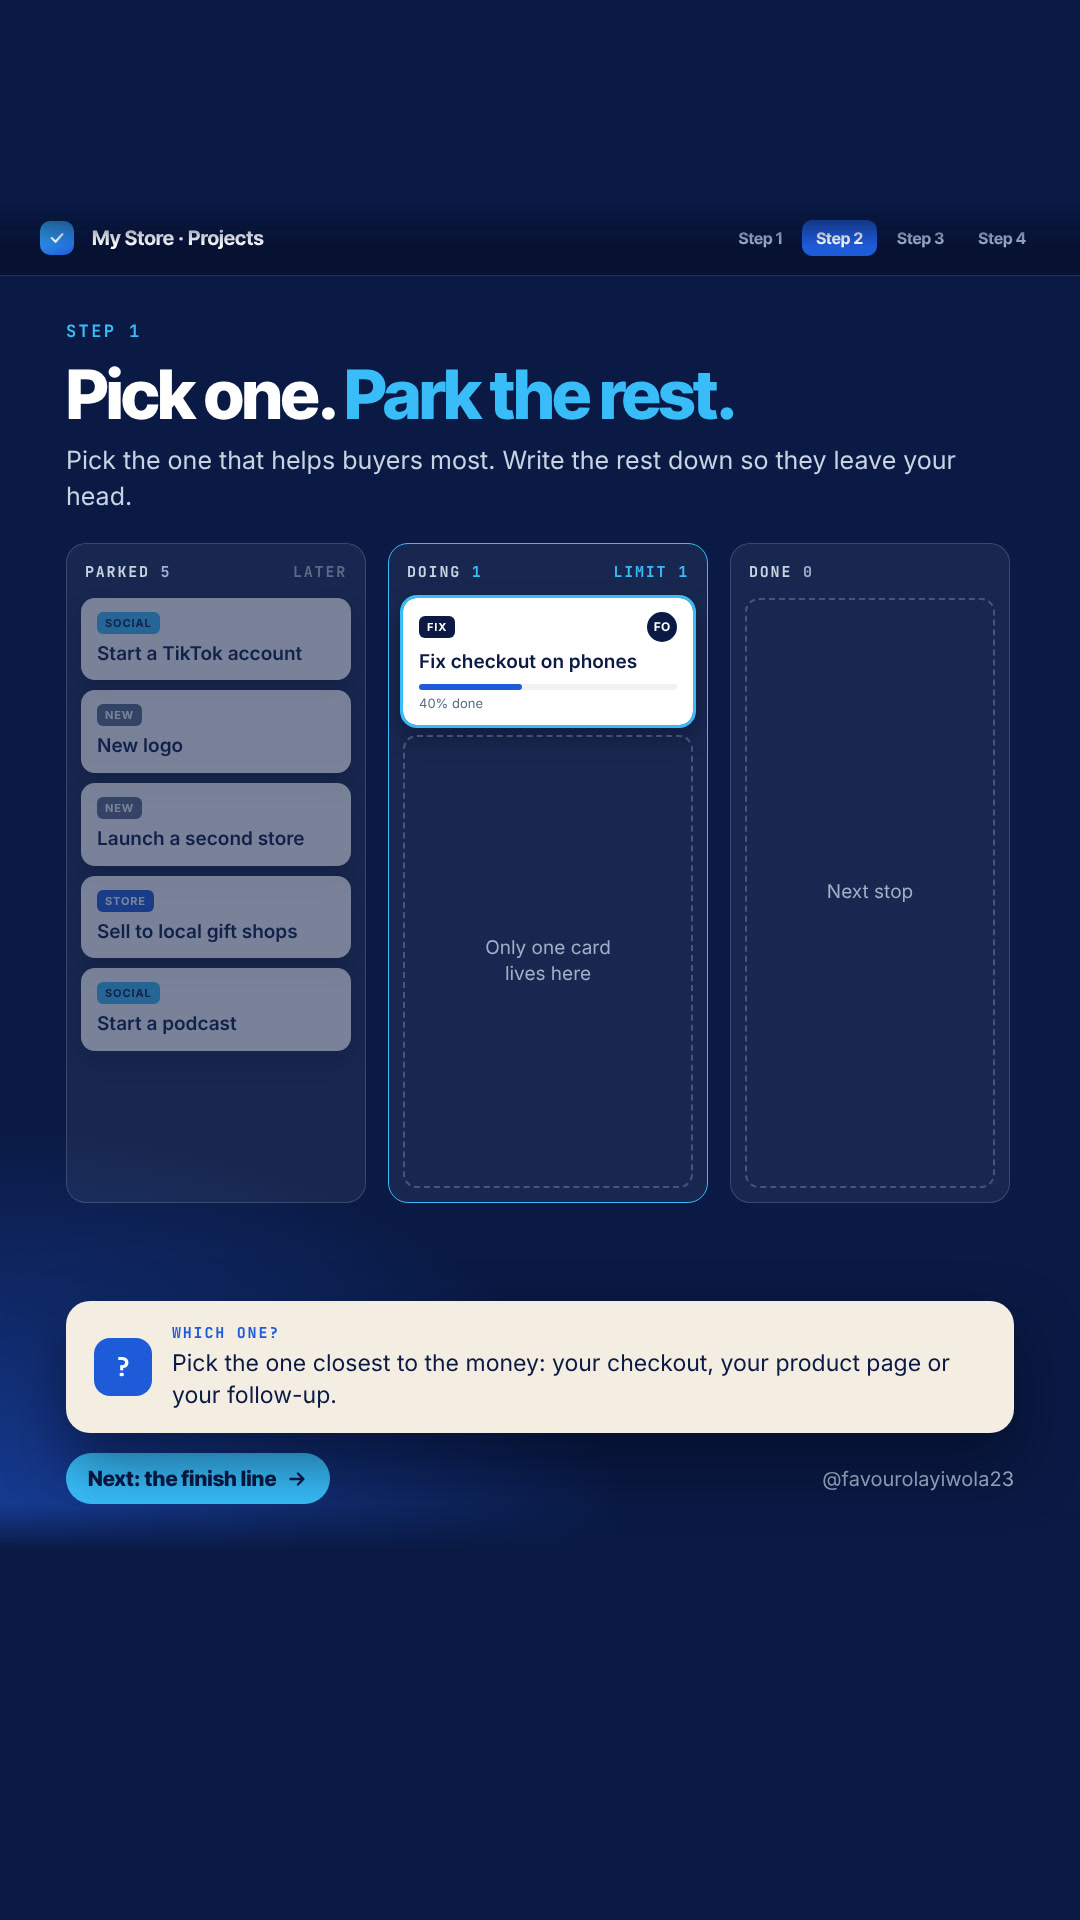 My Store · Projects
Step 1
Step 2
Step 3
Step 4
STEP 1
Pick one. Park the rest.
Pick the one that helps buyers most. Write the rest down so they leave your
head.
PARKED 5
LATER
SOCIAL
Start a TikTok account
NEW
New logo
NEW
Launch a second store
STORE
Sell to local gift shops
SOCIAL
Start a podcast
DOING 1
LIMIT 1
FIX
FO
Fix checkout on phones
40% done
Only one card
lives here
DONE 0
Next stop
?
WHICH ONE?
Pick the one closest to the money: your checkout, your product page or
your follow-up.
Next: the finish line →
@favourolayiwola23